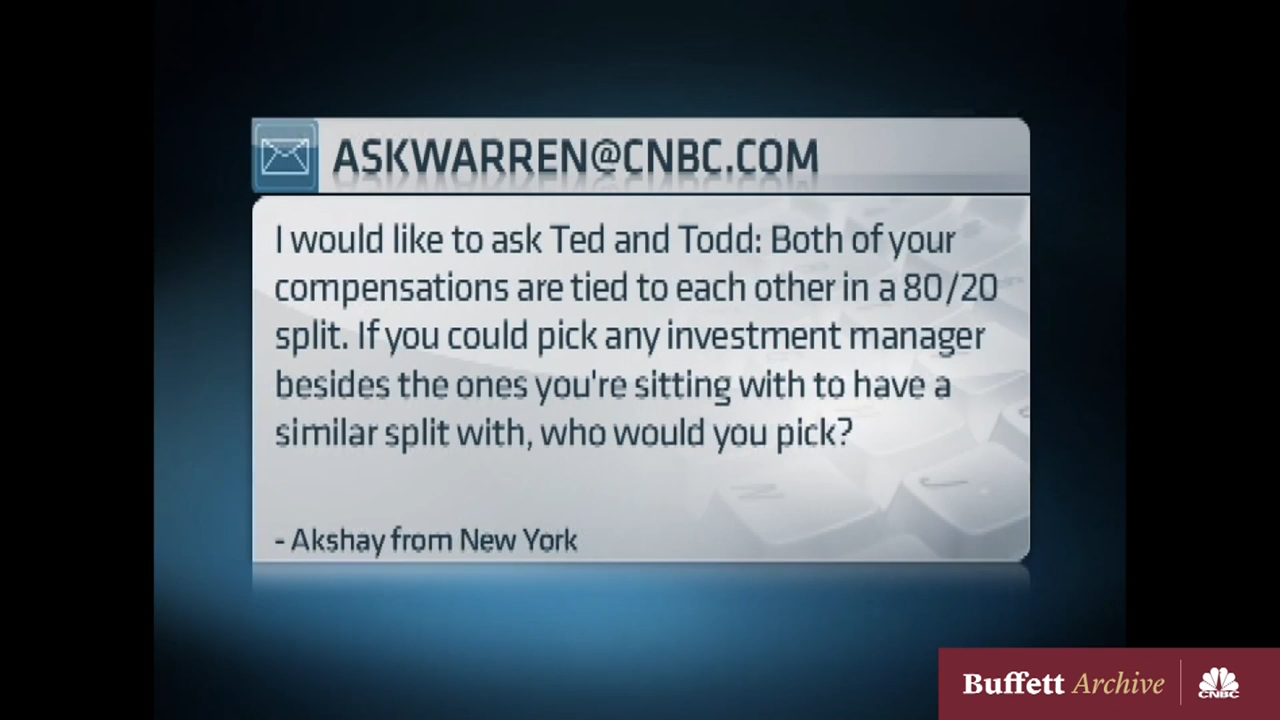 ASKWARREN@CNBC.COM
I would like to ask Ted and Todd: Both of your
compensations are tied to each other in a 80/20
split. If you could pick any investment manager
besides the ones you're sitting with to have a
similar split with, who would you pick?
- Akshay from New York
Buffett Archive
CNBC